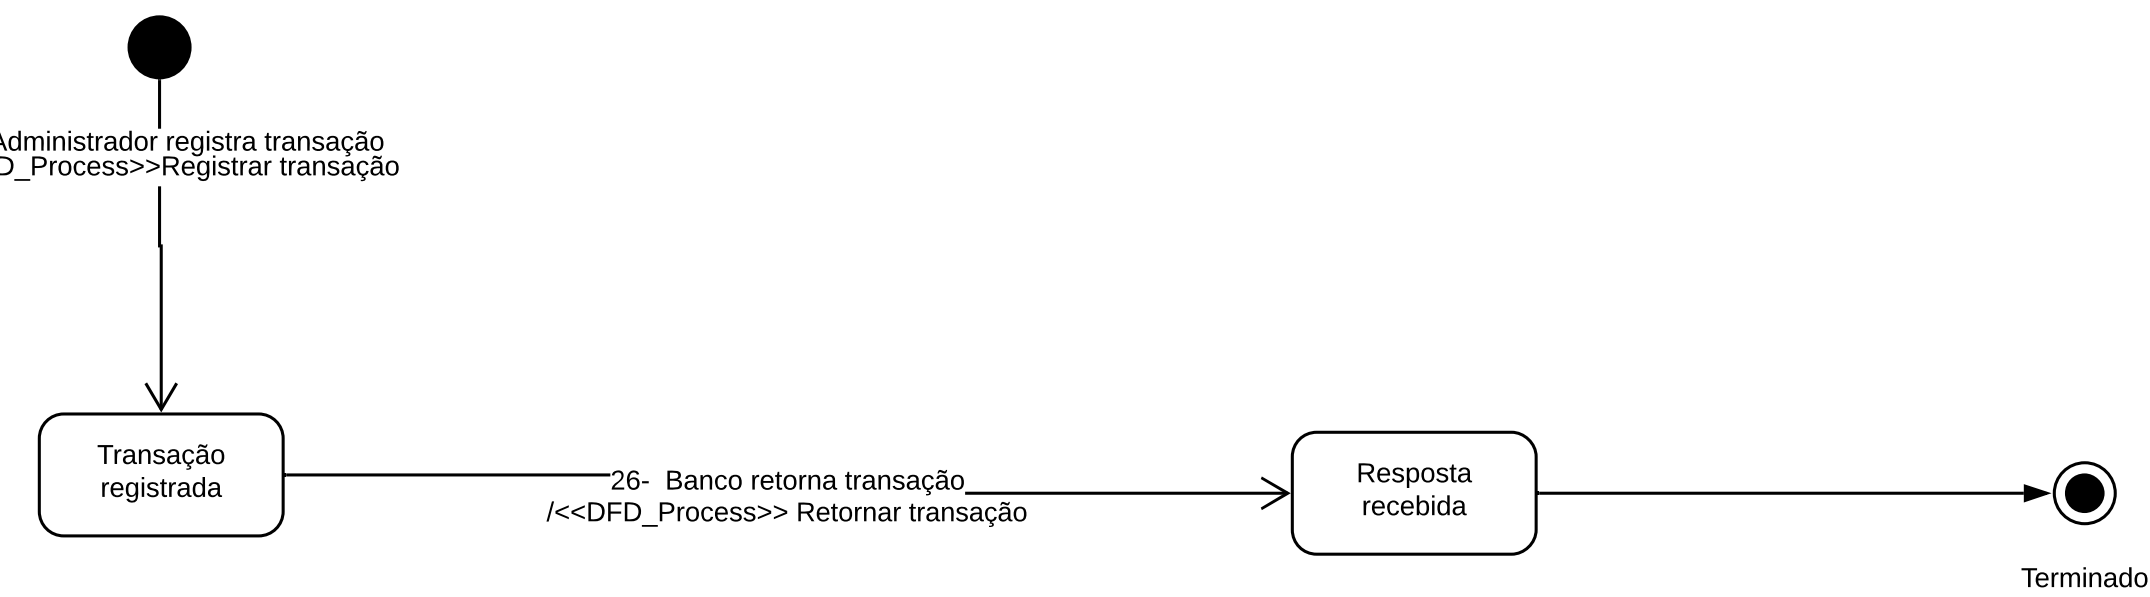 Administrador registra transação
D_Process>>Registrar transação
Transação
registrada
26-  Banco retorna transação
/<<DFD_Process>> Retornar transação
Resposta
recebida
Terminado